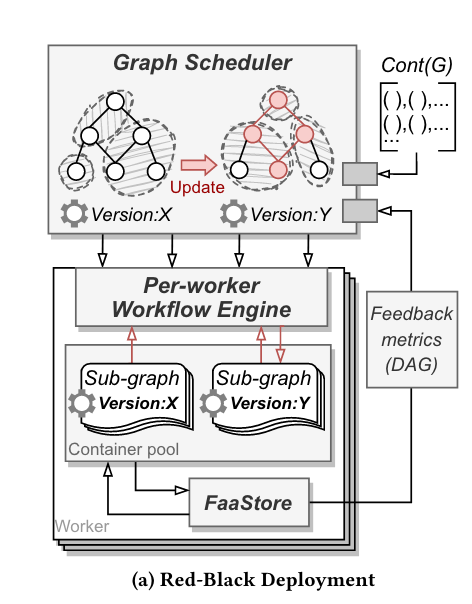 Graph Scheduler
Cont(G)
( ),( ),...
( ),( ),...
...
Update
Version:X
Version:Y
Per-worker
Workflow Engine
Feedback
metrics
(DAG)
Sub-graph
Version:X
Sub-graph
Version:Y
Container pool
FaaStore
Worker
(a) Red-Black Deployment